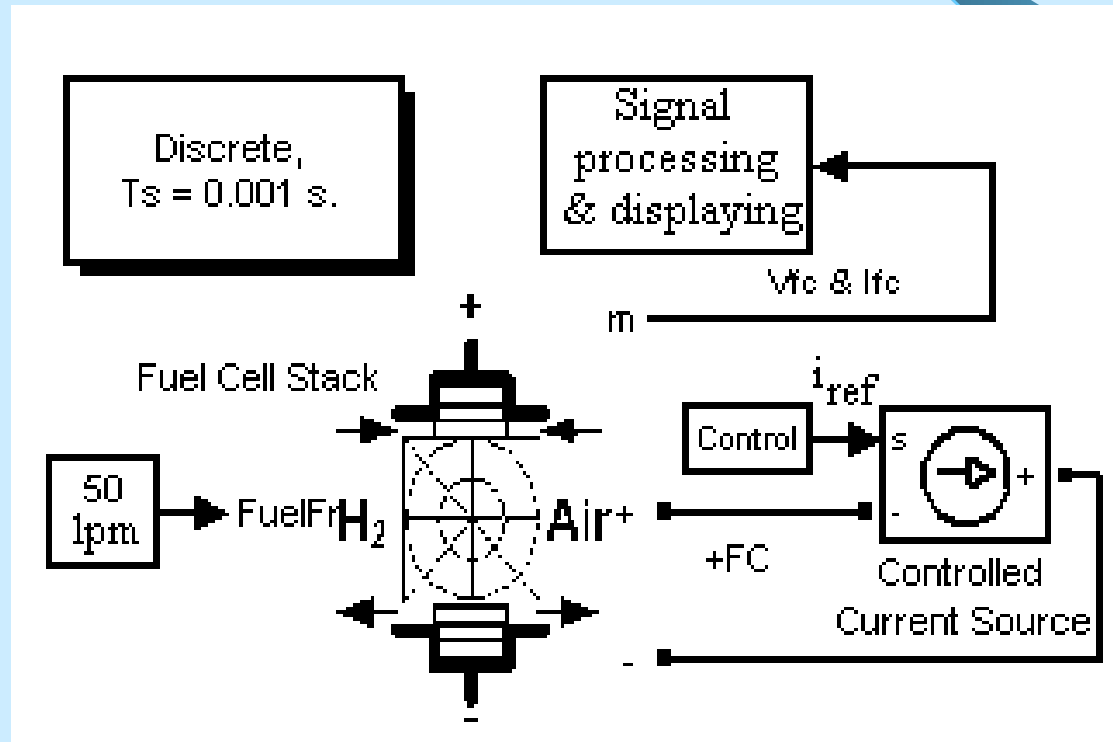 Discrete,
Ts = 0.001 s.
Signal
processing
& displaying
Vfc & Ifc
m
+
Fuel Cell Stack
i_ref
Control
s
+
-
50
lpm
FuelFr
H₂
Air
+
+FC
Controlled
Current Source
-
-